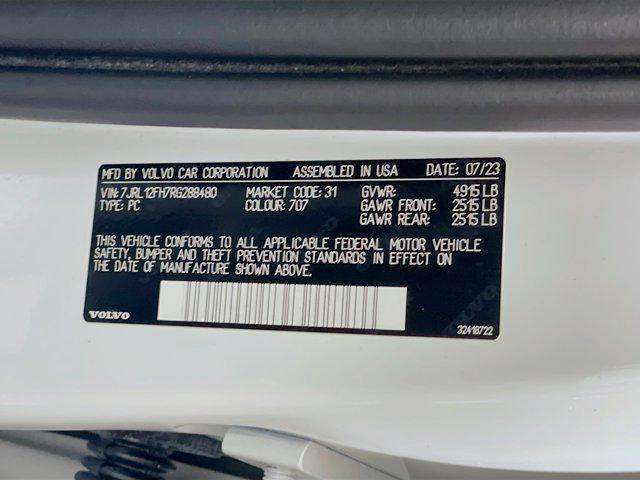 MFD BY VOLVO CAR CORPORATION ASSEMBLED IN USA DATE: 07/23
VIN: 7JRL12FH7RG288480 MARKET CODE: 31 GVWR: 4915 LB
TYPE: PC COLOUR: 707 GAWR FRONT: 2515 LB
GAWR REAR: 2515 LB
THIS VEHICLE CONFORMS TO ALL APPLICABLE FEDERAL MOTOR VEHICLE
SAFETY, BUMPER AND THEFT PREVENTION STANDARDS IN EFFECT ON
THE DATE OF MANUFACTURE SHOWN ABOVE.
VOLVO 32418722